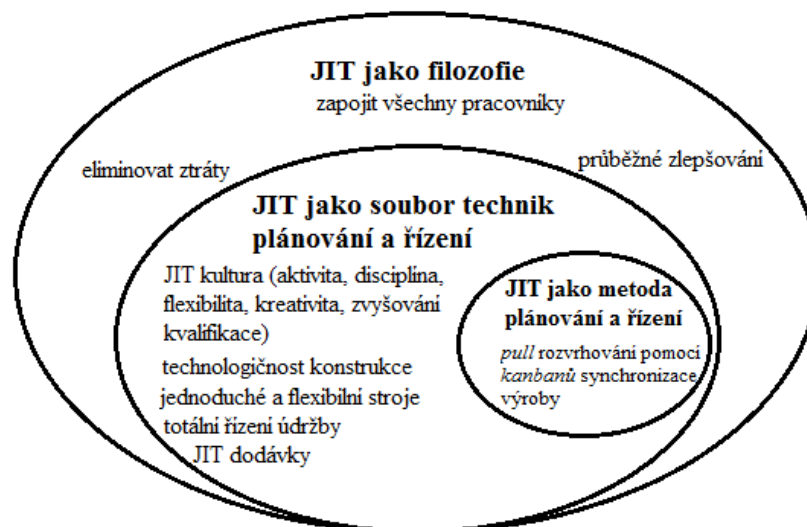 JIT jako filozofie
zapojit všechny pracovníky
eliminovat ztráty
průběžné zlepšování
JIT jako soubor technik
plánování a řízení
JIT kultura (aktivita, disciplína,
flexibilita, kreativita, zvyšování
kvalifikace)
technologičnost konstrukce
jednoduché a flexibilní stroje
totální řízení údržby
JIT dodávky
JIT jako metoda
plánování a řízení
pull rozvrhování pomocí
kanbanů synchronizace
výroby